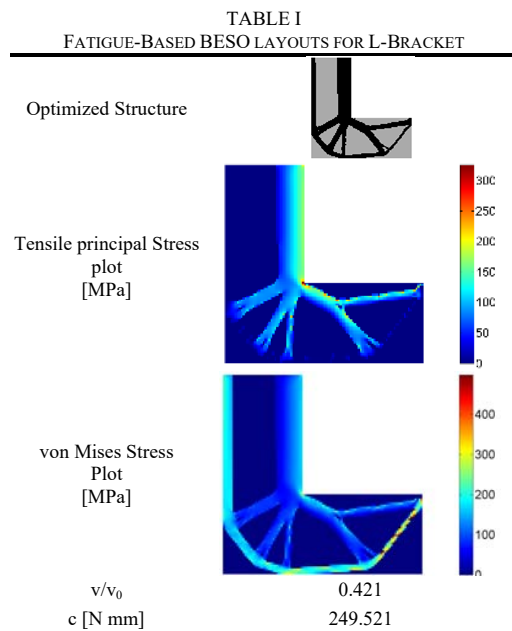 TABLE I
FATIGUE-BASED BESO LAYOUTS FOR L-BRACKET
Optimized Structure
Tensile principal Stress
plot
[MPa]
300
250
200
150
100
50
0
von Mises Stress
Plot
[MPa]
400
300
200
100
0
v/v₀ 0.421
c [N mm] 249.521